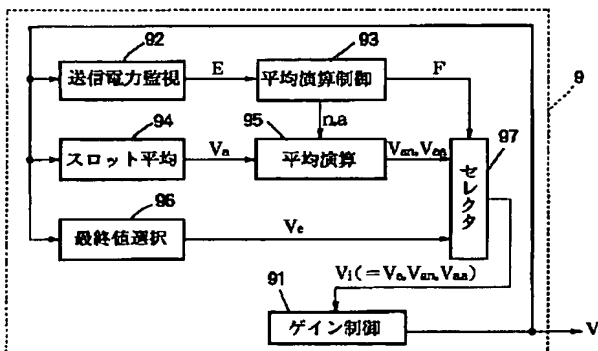 92
送信電力監視
E
93
平均演算制御
F
9
n,a
94
スロット平均
Va
95
平均演算
Van,Vaa
97
セレクタ
96
最終値選択
Ve
Vi(=Ve,Van,Vaa)
91
ゲイン制御
V